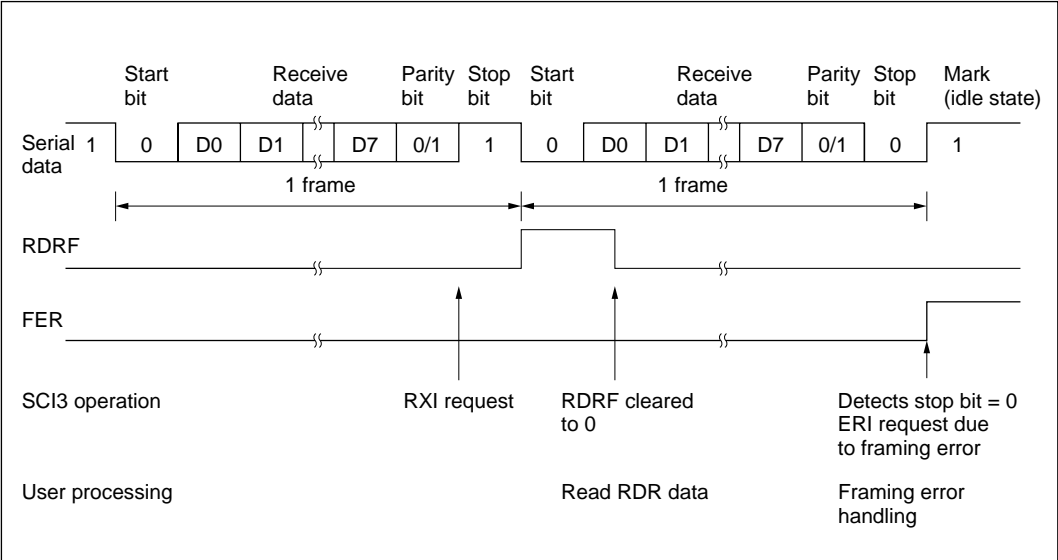 Start bit Receive data Parity bit Stop bit Start bit Receive data Parity bit Stop bit Mark (idle state)
Serial data 1 0 D0 D1 D7 0/1 1 0 D0 D1 D7 0/1 0 1
1 frame 1 frame
RDRF
FER
SCI3 operation RXI request RDRF cleared to 0 Detects stop bit = 0 ERI request due to framing error
User processing Read RDR data Framing error handling